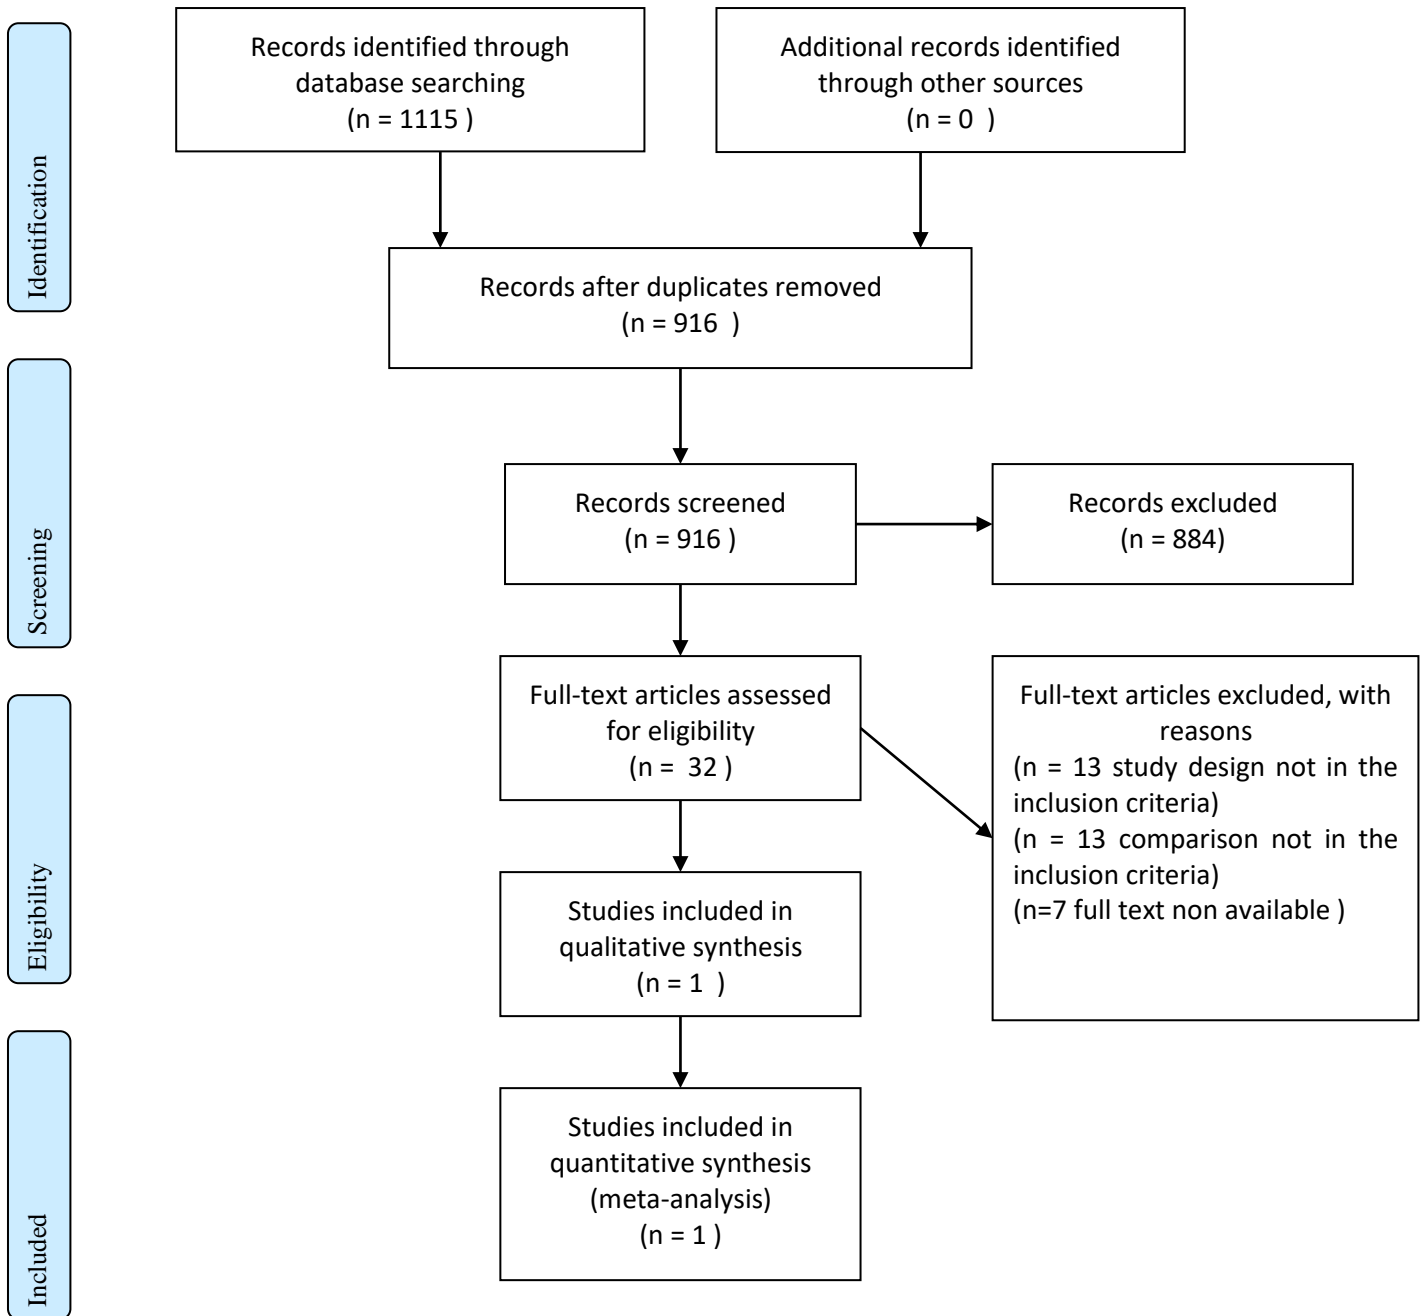 Identification
Records identified through
database searching
(n = 1115 )
Additional records identified
through other sources
(n = 0 )
Records after duplicates removed
(n = 916 )
Screening
Records screened
(n = 916 )
Records excluded
(n = 884)
Eligibility
Full-text articles assessed
for eligibility
(n = 32 )
Full-text articles excluded, with
reasons
(n = 13 study design not in the
inclusion criteria)
(n = 13 comparison not in the
inclusion criteria)
(n=7 full text non available )
Studies included in
qualitative synthesis
(n = 1 )
Included
Studies included in
quantitative synthesis
(meta-analysis)
(n = 1 )